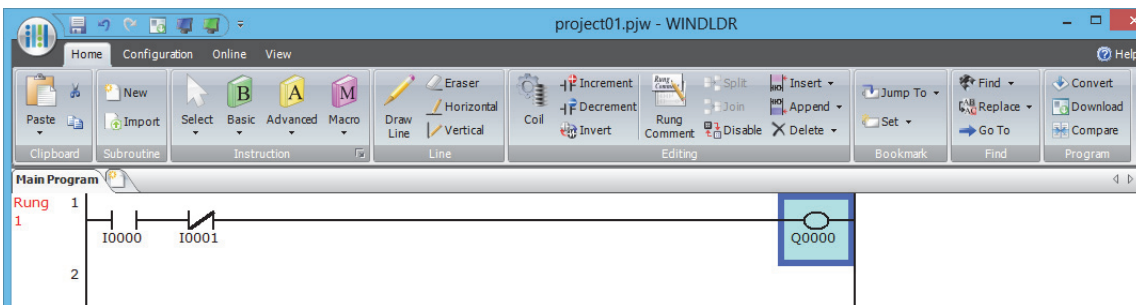 project01.pjw - WINDLDR
Home Configuration Online View Help
Paste
Clipboard
New
Import
Subroutine
Select Basic Advanced Macro
B A M
Instruction
Draw Line
Eraser
Horizontal
Vertical
Line
Coil
Increment
Decrement
Invert
Rung Comment
Split
Join
Disable
Insert
Append
Delete
Editing
Jump To
Set
Bookmark
Find
Replace
Go To
Find
Convert
Download
Compare
Program
Main Program
Rung 1
1
I0000 I0001 Q0000
2